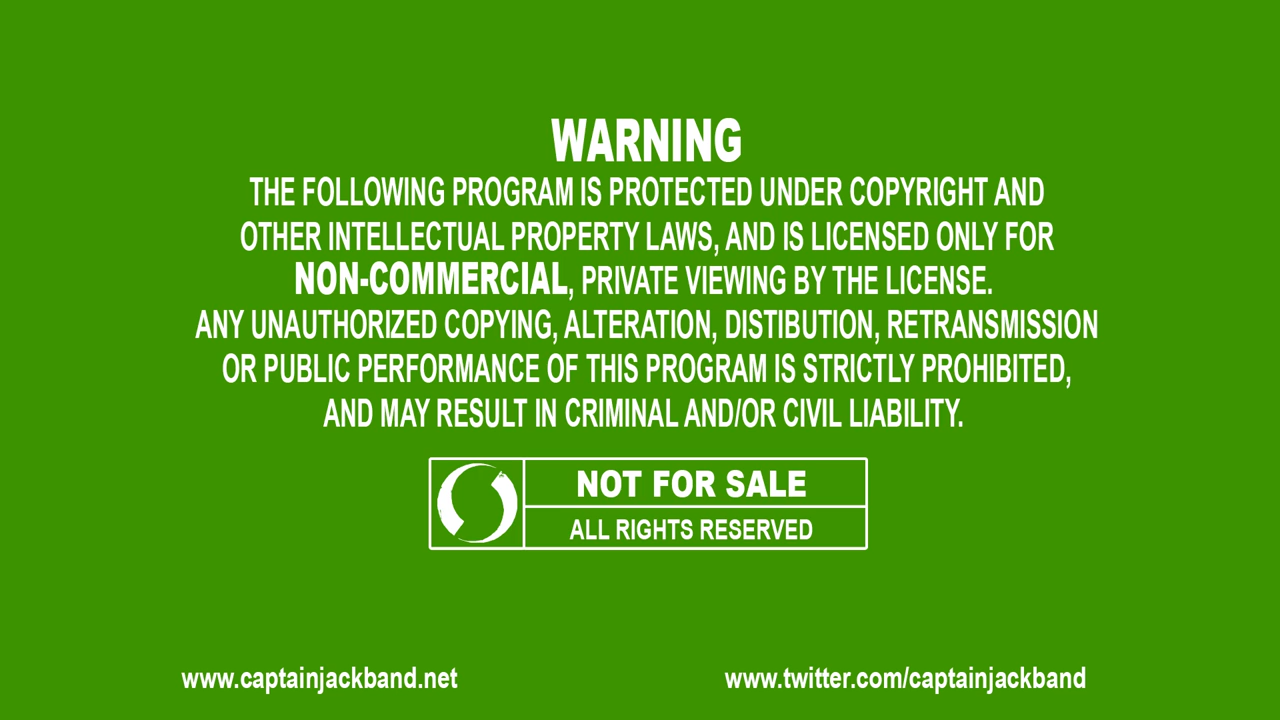 WARNING
THE FOLLOWING PROGRAM IS PROTECTED UNDER COPYRIGHT AND
OTHER INTELLECTUAL PROPERTY LAWS, AND IS LICENSED ONLY FOR
NON-COMMERCIAL, PRIVATE VIEWING BY THE LICENSE.
ANY UNAUTHORIZED COPYING, ALTERATION, DISTIBUTION, RETRANSMISSION
OR PUBLIC PERFORMANCE OF THIS PROGRAM IS STRICTLY PROHIBITED,
AND MAY RESULT IN CRIMINAL AND/OR CIVIL LIABILITY.
NOT FOR SALE
ALL RIGHTS RESERVED
www.captainjackband.net
www.twitter.com/captainjackband